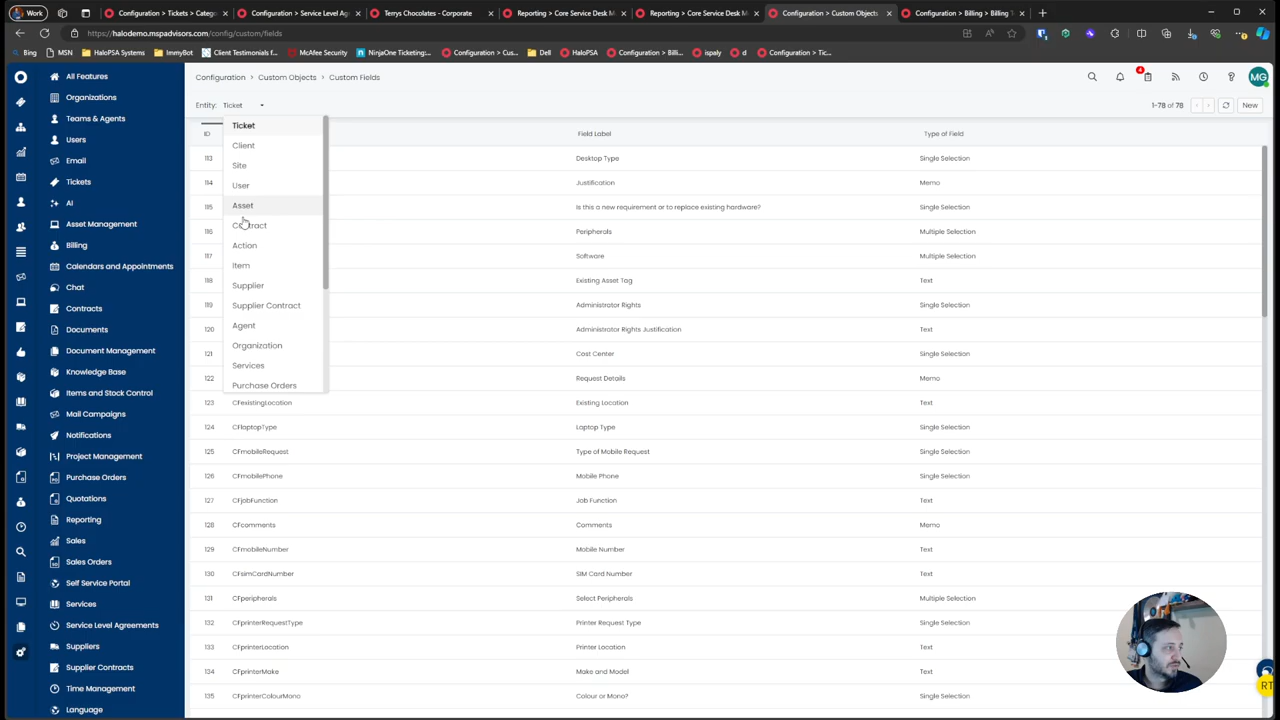 Work
Configuration > Tickets > Catego
Configuration > Service Level Ag
Terrys Chocolates > Corporate
Reporting > Core Service Desk M
Reporting > Core Service Desk M
Configuration > Custom Objects
Configuration > Billing > Billing T
https://halodemo.mspadvisors.com/config/custom/fields
Bing
MSN
HaloPSA Systems
ImmyBot
Client Testimonials f...
McAfee Security
NinjaOne Ticketing:...
Configuration > Cus...
Dell
HaloPSA
Configuration > Billi...
ispaly
d
Configuration > Tic...
All Features
Organizations
Teams & Agents
Users
Email
Tickets
AI
Asset Management
Billing
Calendars and Appointments
Chat
Contracts
Documents
Document Management
Knowledge Base
Items and Stock Control
Mail Campaigns
Notifications
Project Management
Purchase Orders
Quotations
Reporting
Sales
Sales Orders
Self Service Portal
Services
Service Level Agreements
Suppliers
Supplier Contracts
Time Management
Language
Configuration > Custom Objects > Custom Fields
4
MG
Entity: Ticket
1-78 of 78
New
Ticket
Client
Site
User
Asset
Contract
Action
Item
Supplier
Supplier Contract
Agent
Organization
Services
Purchase Orders
ID Field Label Type of Field
113 Desktop Type Single Selection
114 Justification Memo
115 Is this a new requirement or to replace existing hardware? Single Selection
116 Peripherals Multiple Selection
117 Software Multiple Selection
118 Existing Asset Tag Text
119 Administrator Rights Single Selection
120 Administrator Rights Justification Text
121 Cost Center Single Selection
122 Request Details Memo
123 CFexistingLocation Existing Location Text
124 CFlaptopType Laptop Type Single Selection
125 CFmobileRequest Type of Mobile Request Single Selection
126 CFmobilePhone Mobile Phone Single Selection
127 CFjobFunction Job Function Text
128 CFcomments Comments Memo
129 CFmobileNumber Mobile Number Text
130 CFsimCardNumber SIM Card Number Text
131 CFperipherals Select Peripherals Multiple Selection
132 CFprinterRequestType Printer Request Type Single Selection
133 CFprinterLocation Printer Location Text
134 CFprinterMake Make and Model Text
135 CFprinterColourMono Colour or Mono? Single Selection
RT